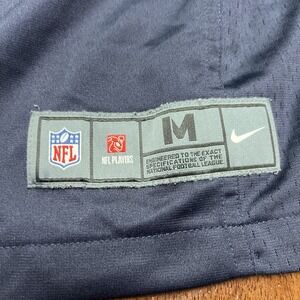 NFL
NFL PLAYERS
M
ENGINEERED TO THE EXACT
SPECIFICATIONS OF THE
NATIONAL FOOTBALL LEAGUE.